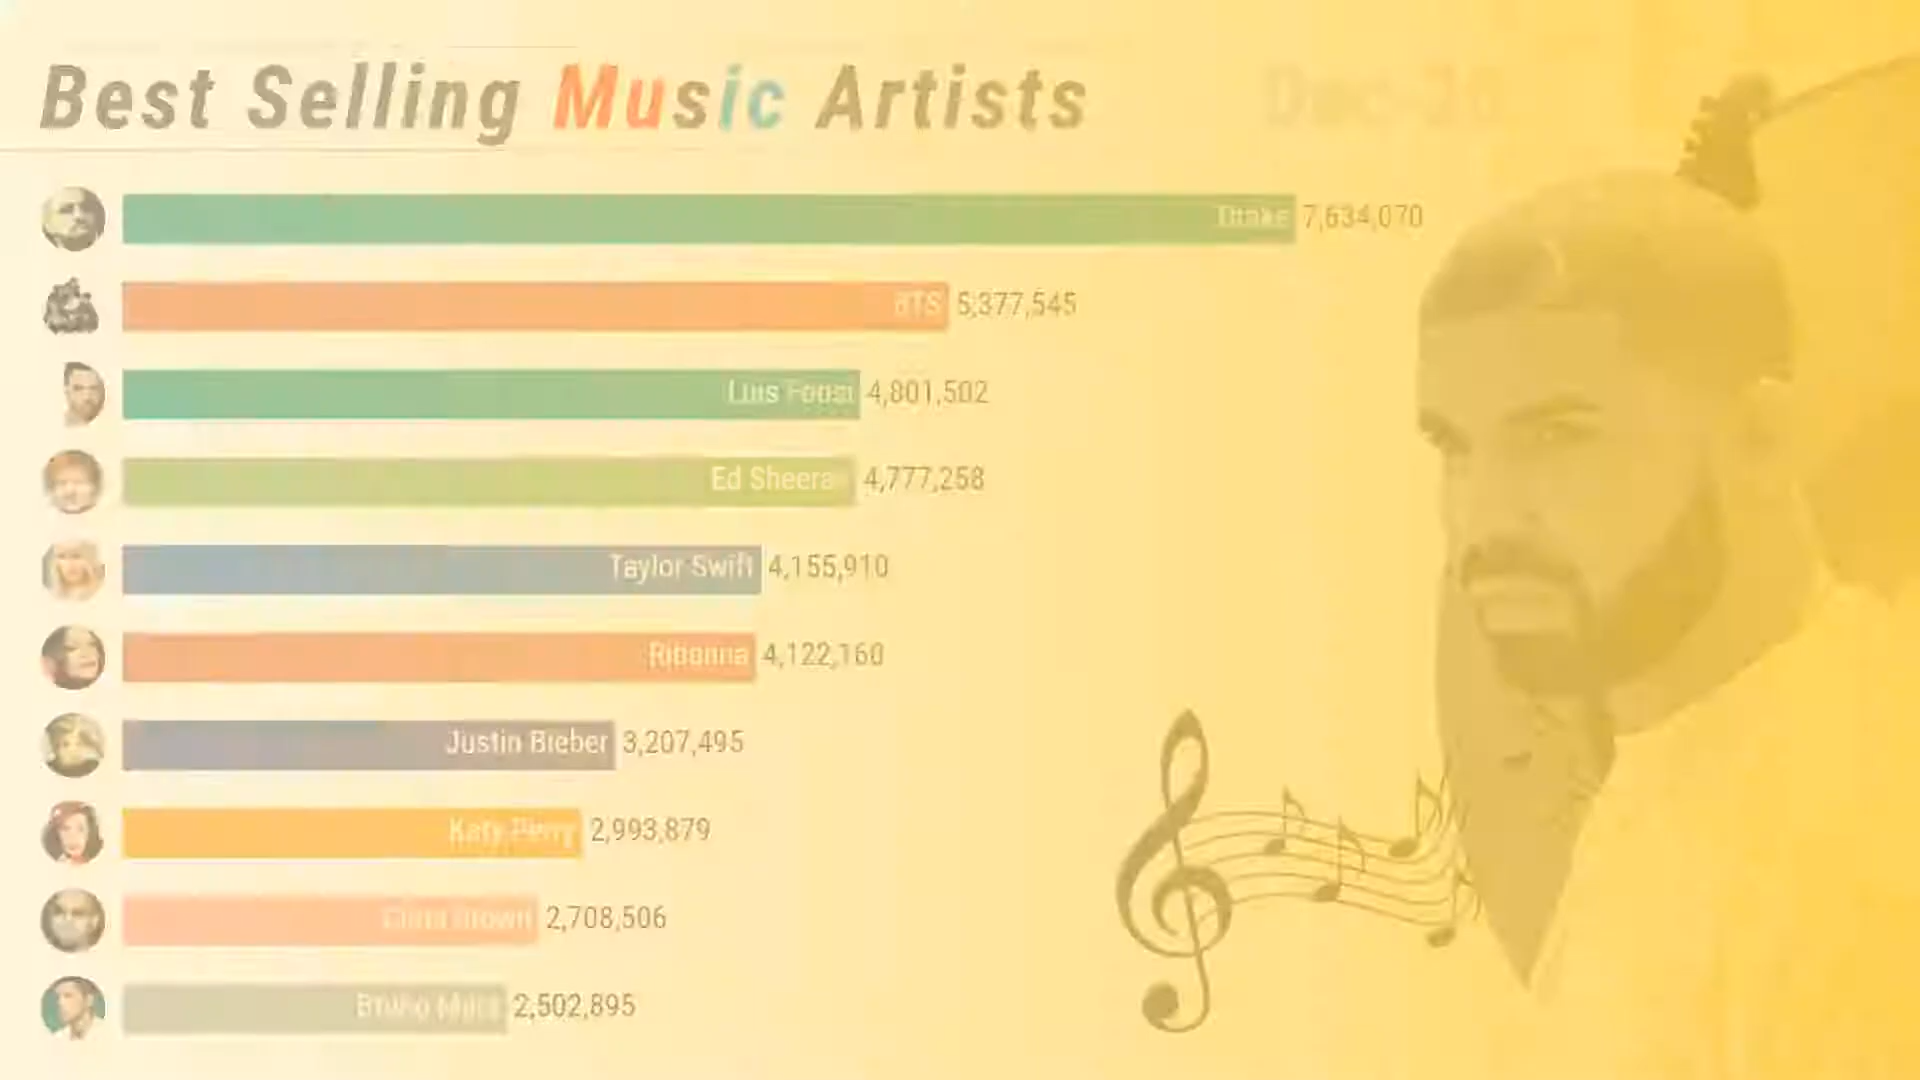 Best Selling Music Artists
Drake 7,634,070
BTS 5,377,545
Luis Fonsi 4,801,502
Ed Sheeran 4,777,258
Taylor Swift 4,155,910
Rihanna 4,122,160
Justin Bieber 3,207,495
Katy Perry 2,993,879
Chris Brown 2,708,506
Bruno Mars 2,502,895